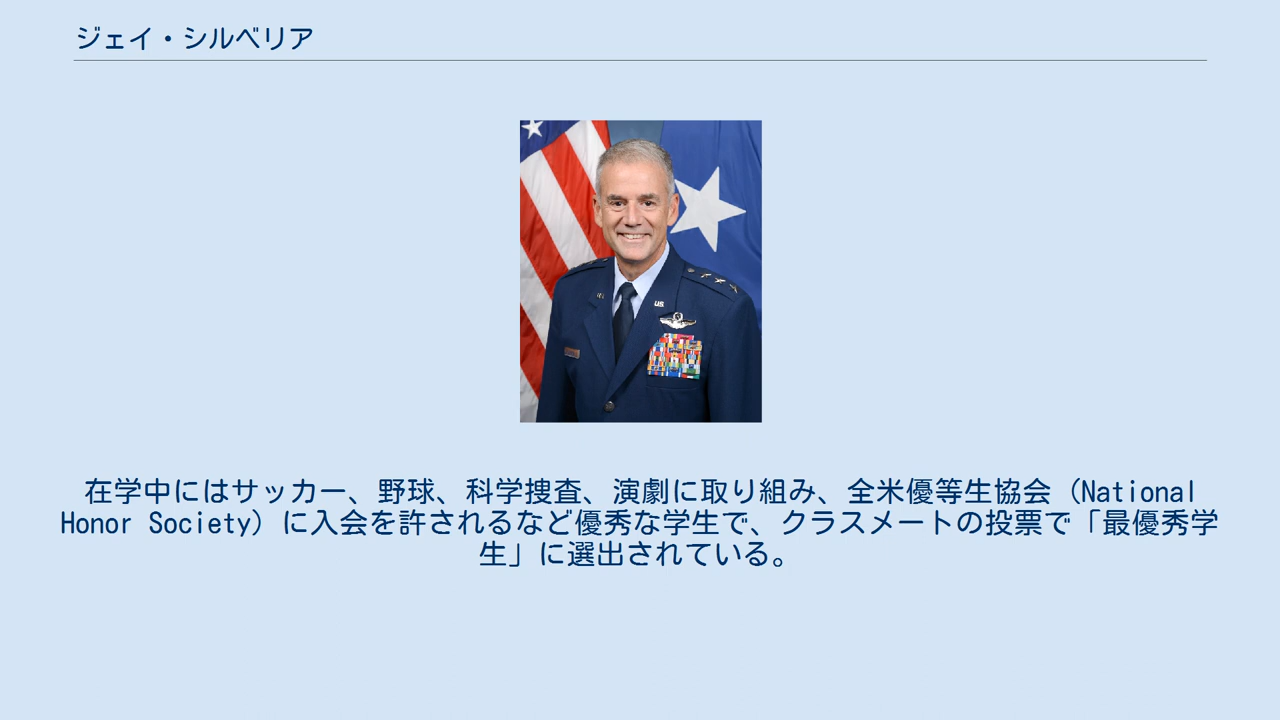 ジェイ・シルベリア
在学中にはサッカー、野球、科学捜査、演劇に取り組み、全米優等生協会（National
Honor Society）に入会を許されるなど優秀な学生で、クラスメートの投票で「最優秀学
生」に選出されている。